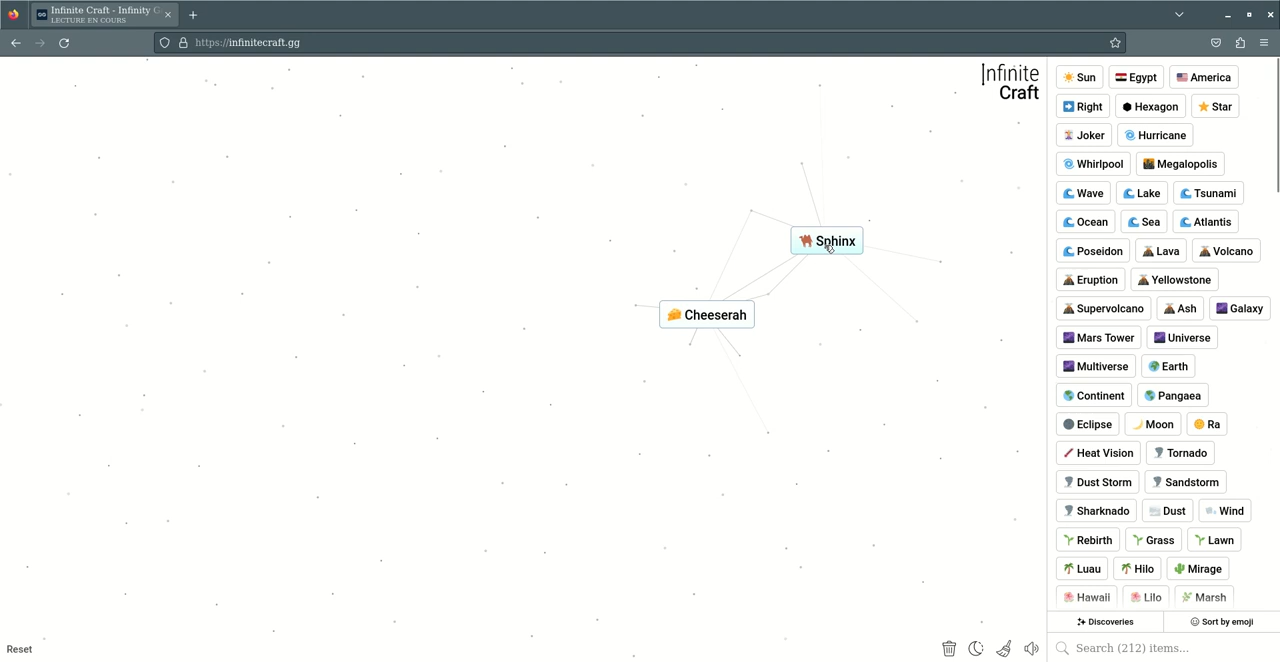 Infinite Craft - Infinity C
LECTURE EN COURS
https://infinitecraft.gg
Infinite
Craft
Sun Egypt America
Right Hexagon Star
Joker Hurricane
Whirlpool Megalopolis
Wave Lake Tsunami
Ocean Sea Atlantis
Poseidon Lava Volcano
Eruption Yellowstone
Supervolcano Ash Galaxy
Mars Tower Universe
Multiverse Earth
Continent Pangaea
Eclipse Moon Ra
Heat Vision Tornado
Dust Storm Sandstorm
Sharknado Dust Wind
Rebirth Grass Lawn
Luau Hilo Mirage
Hawaii Lilo Marsh
Sphinx
Cheeserah
Discoveries Sort by emoji
Reset
Search (212) items...